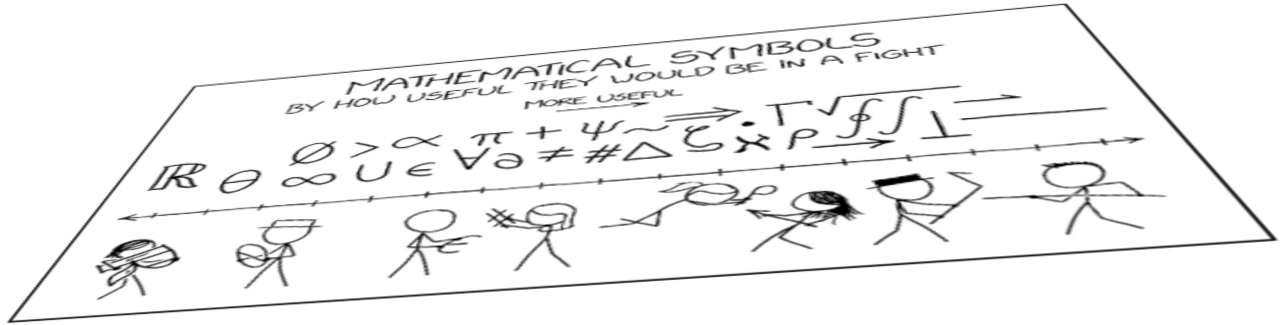 MATHEMATICAL SYMBOLS
BY HOW USEFUL THEY WOULD BE IN A FIGHT
MORE USEFUL
∅ > ∝ π + ψ ~ ⇒ · Γ √ ∮ ∫ →
ℝ Θ ∞ ∪ ∈ ∀ ∂ ≠ # △ ζ ※ ρ → ⊥ —